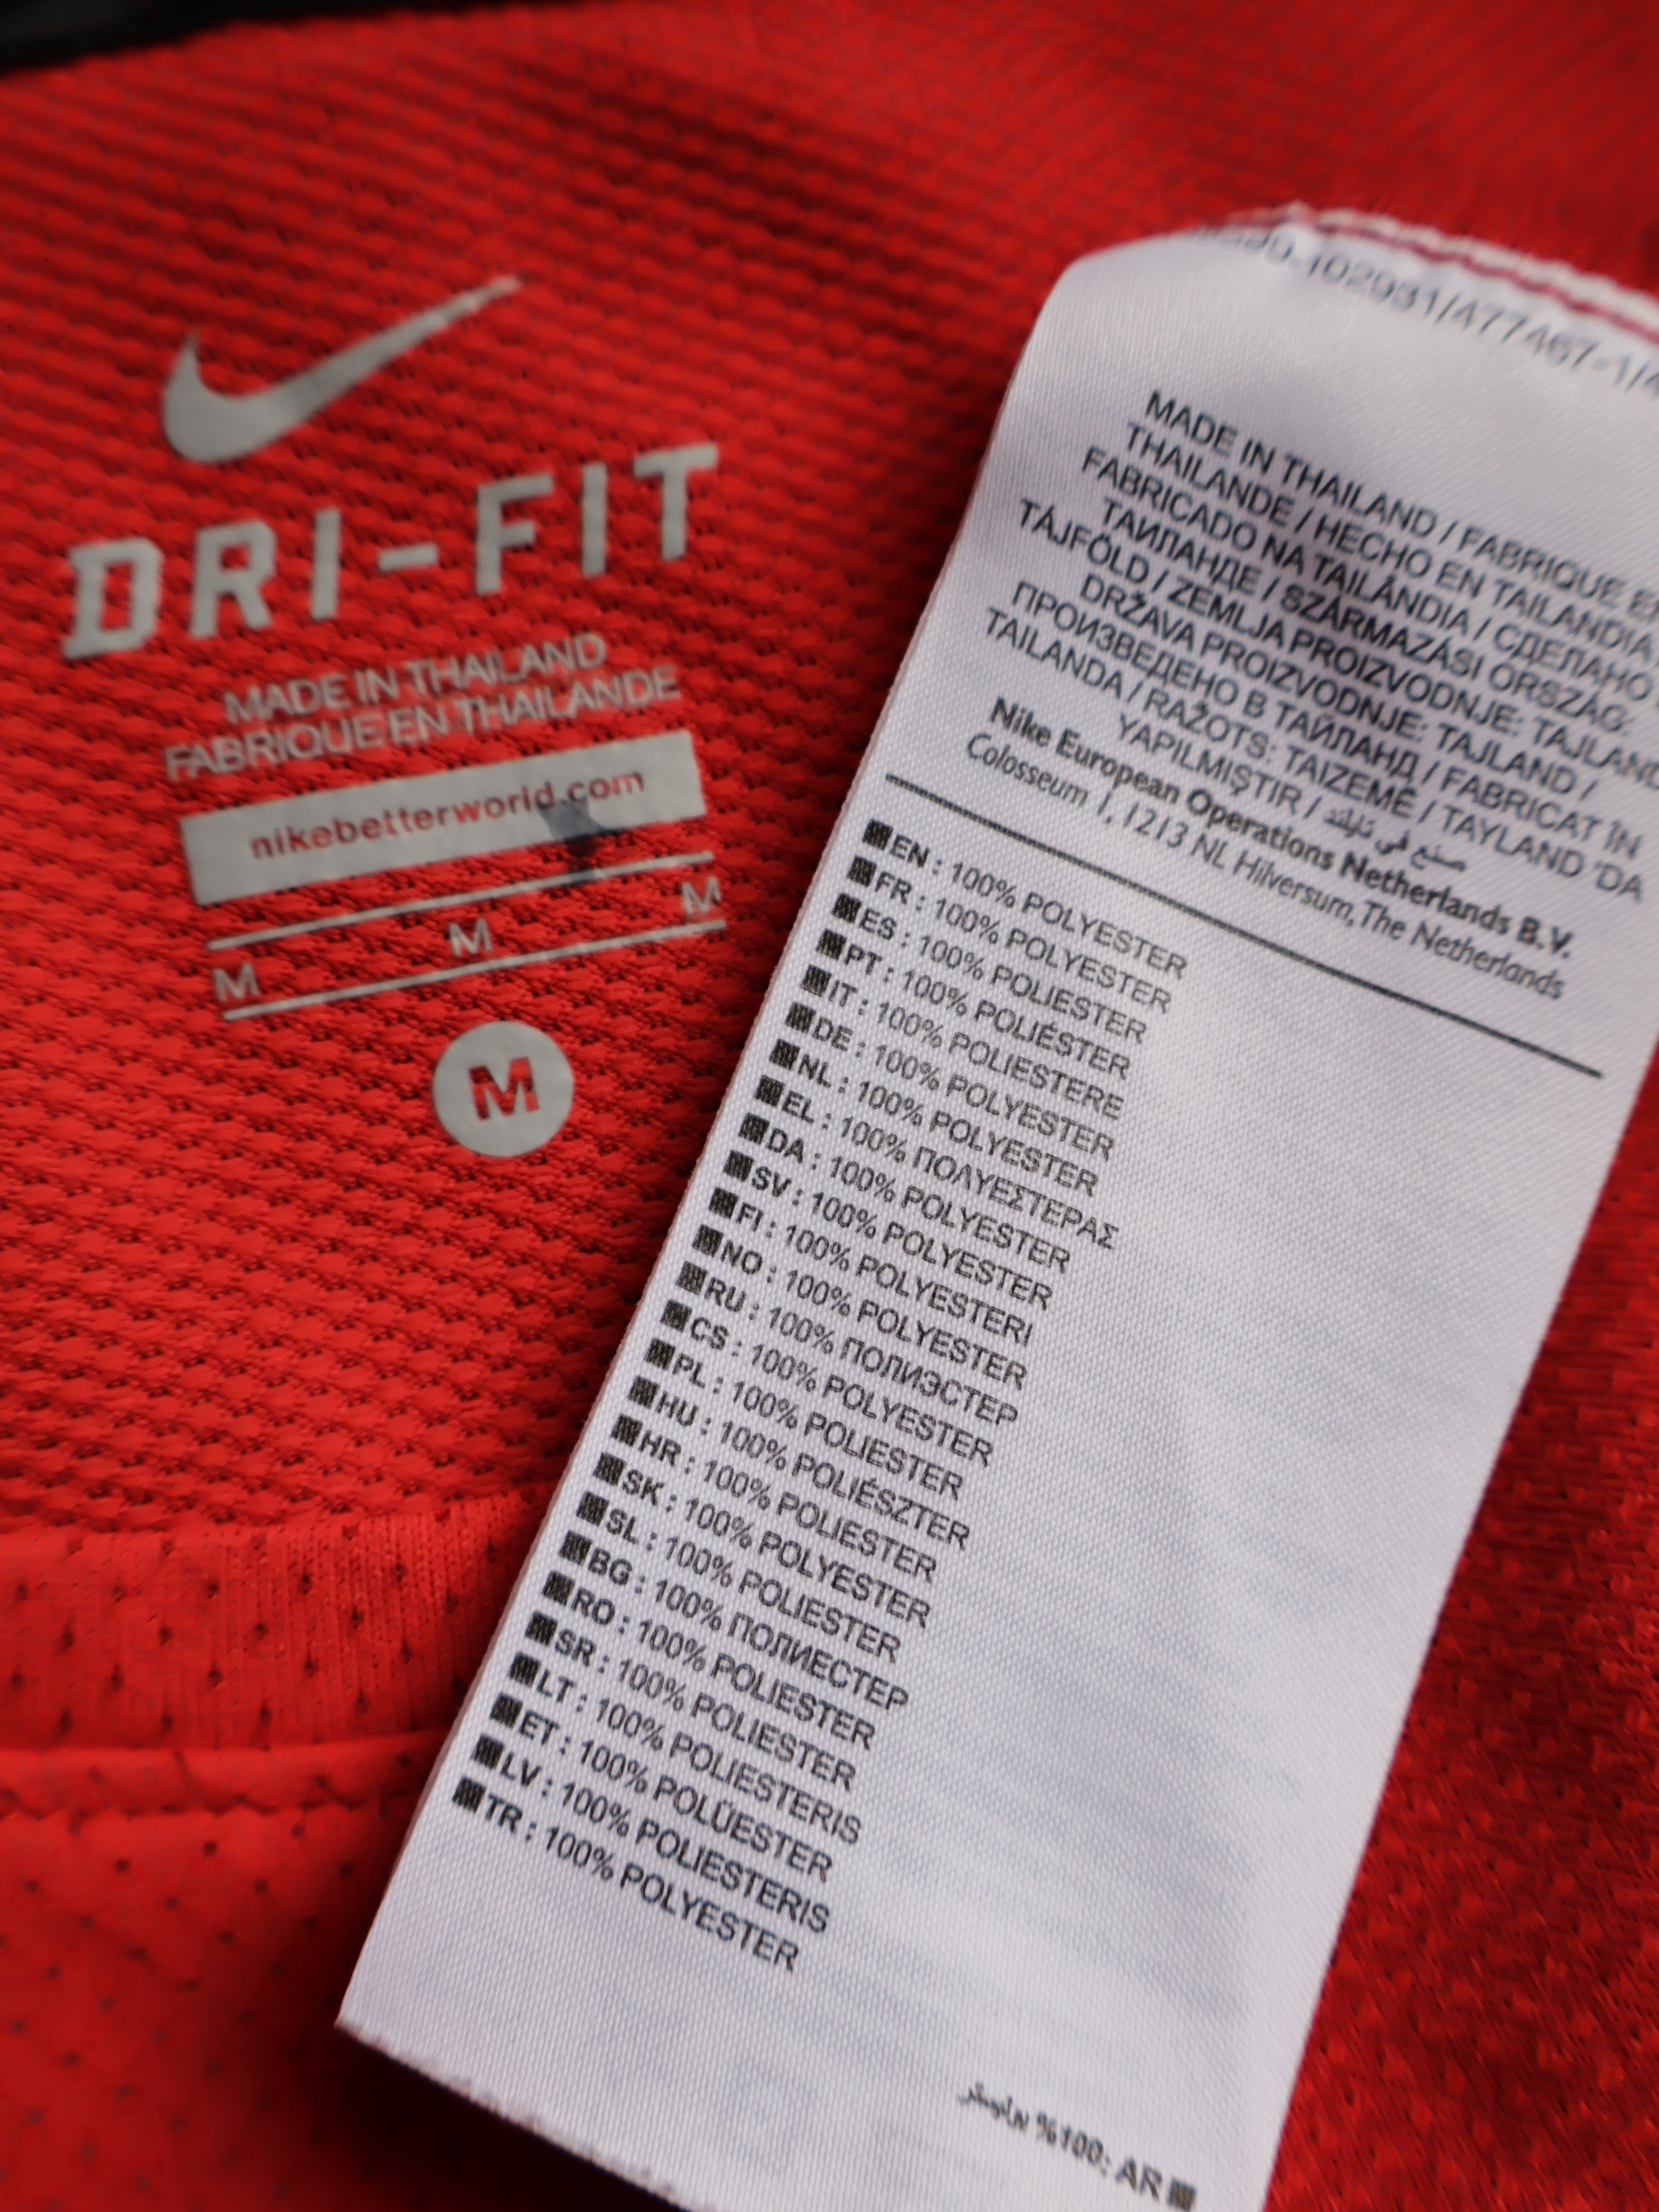 DRI-FIT
MADE IN THAILAND
FABRIQUE EN THAILANDE
nikebetterworld.com
M M M
M
102931/477467-1/4
MADE IN THAILAND / FABRIQUE EN
THAILANDE / HECHO EN TAILANDIA /
FABRICADO NA TAILÂNDIA / СДЕЛАНО
ТАИЛАНДЕ / SZÁRMAZÁSI ORSZÁG:
TÁJFÖLD / ZEMLJA PROIZVODNJE: TAJLAND
DRŽAVA PROIZVODNJE: TAJLAND /
ПРОИЗВЕДЕНО В ТАЙЛАНД / FABRICAT ÎN
TAILANDA / RAŽOTS: TAIZEMĒ / TAYLAND 'DA
YAPILMIŞTIR / صنع في تايلند
Nike European Operations Netherlands B.V.
Colosseum 1, 1213 NL Hilversum, The Netherlands
EN : 100% POLYESTER
FR : 100% POLYESTER
ES : 100% POLIESTER
PT : 100% POLIÉSTER
IT : 100% POLIESTERE
DE : 100% POLYESTER
NL : 100% POLYESTER
EL : 100% ΠΟΛΥΕΣΤΕΡΑΣ
DA : 100% POLYESTER
SV : 100% POLYESTER
FI : 100% POLYESTERI
NO : 100% POLYESTER
RU : 100% ПОЛИЭСТЕР
CS : 100% POLYESTER
PL : 100% POLIESTER
HU : 100% POLIÉSZTER
HR : 100% POLIESTER
SK : 100% POLYESTER
SL : 100% POLIESTER
BG : 100% ПОЛИЕСТЕР
RO : 100% POLIESTER
SR : 100% POLIESTER
LT : 100% POLIESTERIS
ET : 100% POLÜESTER
LV : 100% POLIESTERIS
TR : 100% POLYESTER
AR :100% بوليستر